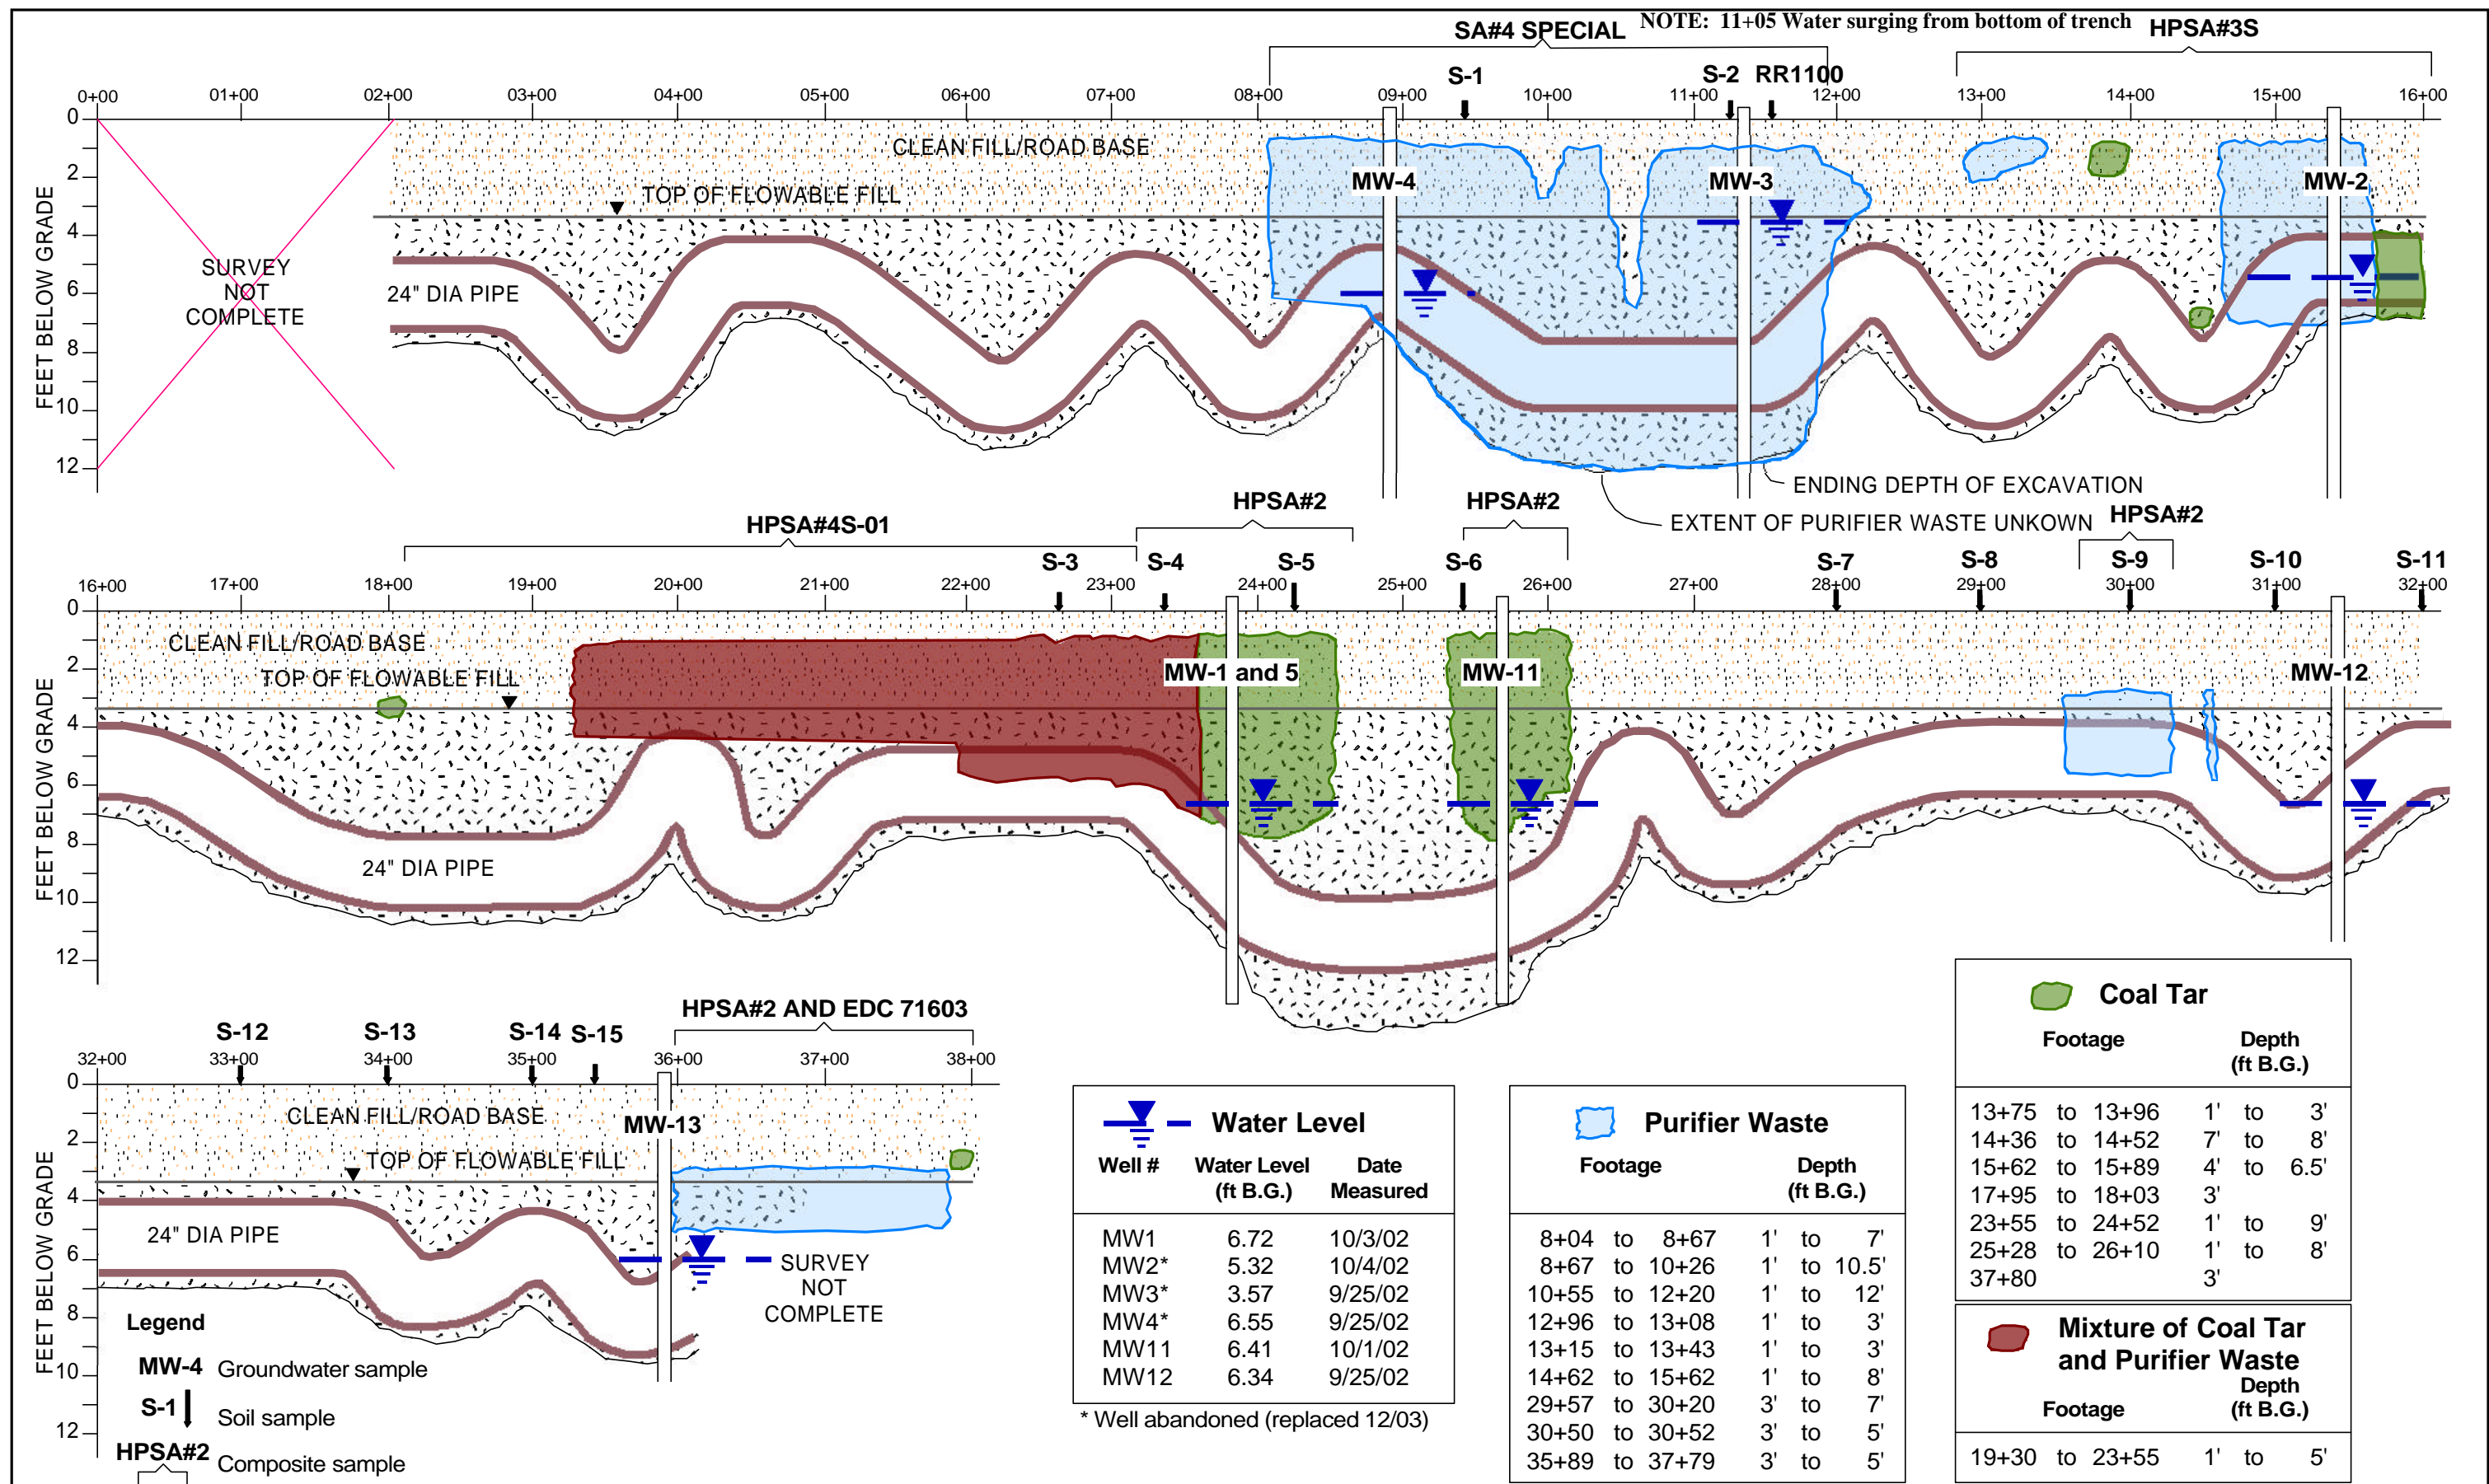 NOTE: 11+05 Water surging from bottom of trench
SA#4 SPECIAL
HPSA#3S
S-1
S-2 RR1100
0+00 01+00 02+00 03+00 04+00 05+00 06+00 07+00 08+00 09+00 10+00 11+00 12+00 13+00 14+00 15+00 16+00
FEET BELOW GRADE
0
2
4
6
8
10
12
CLEAN FILL/ROAD BASE
TOP OF FLOWABLE FILL
MW-4
MW-3
MW-2
SURVEY
NOT
COMPLETE
24" DIA PIPE
ENDING DEPTH OF EXCAVATION
EXTENT OF PURIFIER WASTE UNKOWN
HPSA#4S-01
HPSA#2
HPSA#2
HPSA#2
S-3 S-4 S-5 S-6 S-7 S-8 S-9 S-10 S-11
16+00 17+00 18+00 19+00 20+00 21+00 22+00 23+00 24+00 25+00 26+00 27+00 28+00 29+00 30+00 31+00 32+00
FEET BELOW GRADE
0
2
4
6
8
10
12
CLEAN FILL/ROAD BASE
TOP OF FLOWABLE FILL
MW-1 and 5
MW-11
MW-12
24" DIA PIPE
HPSA#2 AND EDC 71603
S-12 S-13 S-14 S-15
32+00 33+00 34+00 35+00 36+00 37+00 38+00
FEET BELOW GRADE
0
2
4
6
8
10
12
CLEAN FILL/ROAD BASE
MW-13
TOP OF FLOWABLE FILL
24" DIA PIPE
SURVEY
NOT
COMPLETE
Legend
MW-4 Groundwater sample
S-1 Soil sample
HPSA#2 Composite sample
Water Level
Well # Water Level (ft B.G.) Date Measured
MW1 6.72 10/3/02
MW2* 5.32 10/4/02
MW3* 3.57 9/25/02
MW4* 6.55 9/25/02
MW11 6.41 10/1/02
MW12 6.34 9/25/02
* Well abandoned (replaced 12/03)
Purifier Waste
Footage Depth
(ft B.G.)
8+04 to 8+67 1' to 7'
8+67 to 10+26 1' to 10.5'
10+55 to 12+20 1' to 12'
12+96 to 13+08 1' to 3'
13+15 to 13+43 1' to 3'
14+62 to 15+62 1' to 8'
29+57 to 30+20 3' to 7'
30+50 to 30+52 3' to 5'
35+89 to 37+79 3' to 5'
Coal Tar
Footage Depth
(ft B.G.)
13+75 to 13+96 1' to 3'
14+36 to 14+52 7' to 8'
15+62 to 15+89 4' to 6.5'
17+95 to 18+03 3'
23+55 to 24+52 1' to 9'
25+28 to 26+10 1' to 8'
37+80 3'
Mixture of Coal Tar
and Purifier Waste
Footage Depth
(ft B.G.)
19+30 to 23+55 1' to 5'